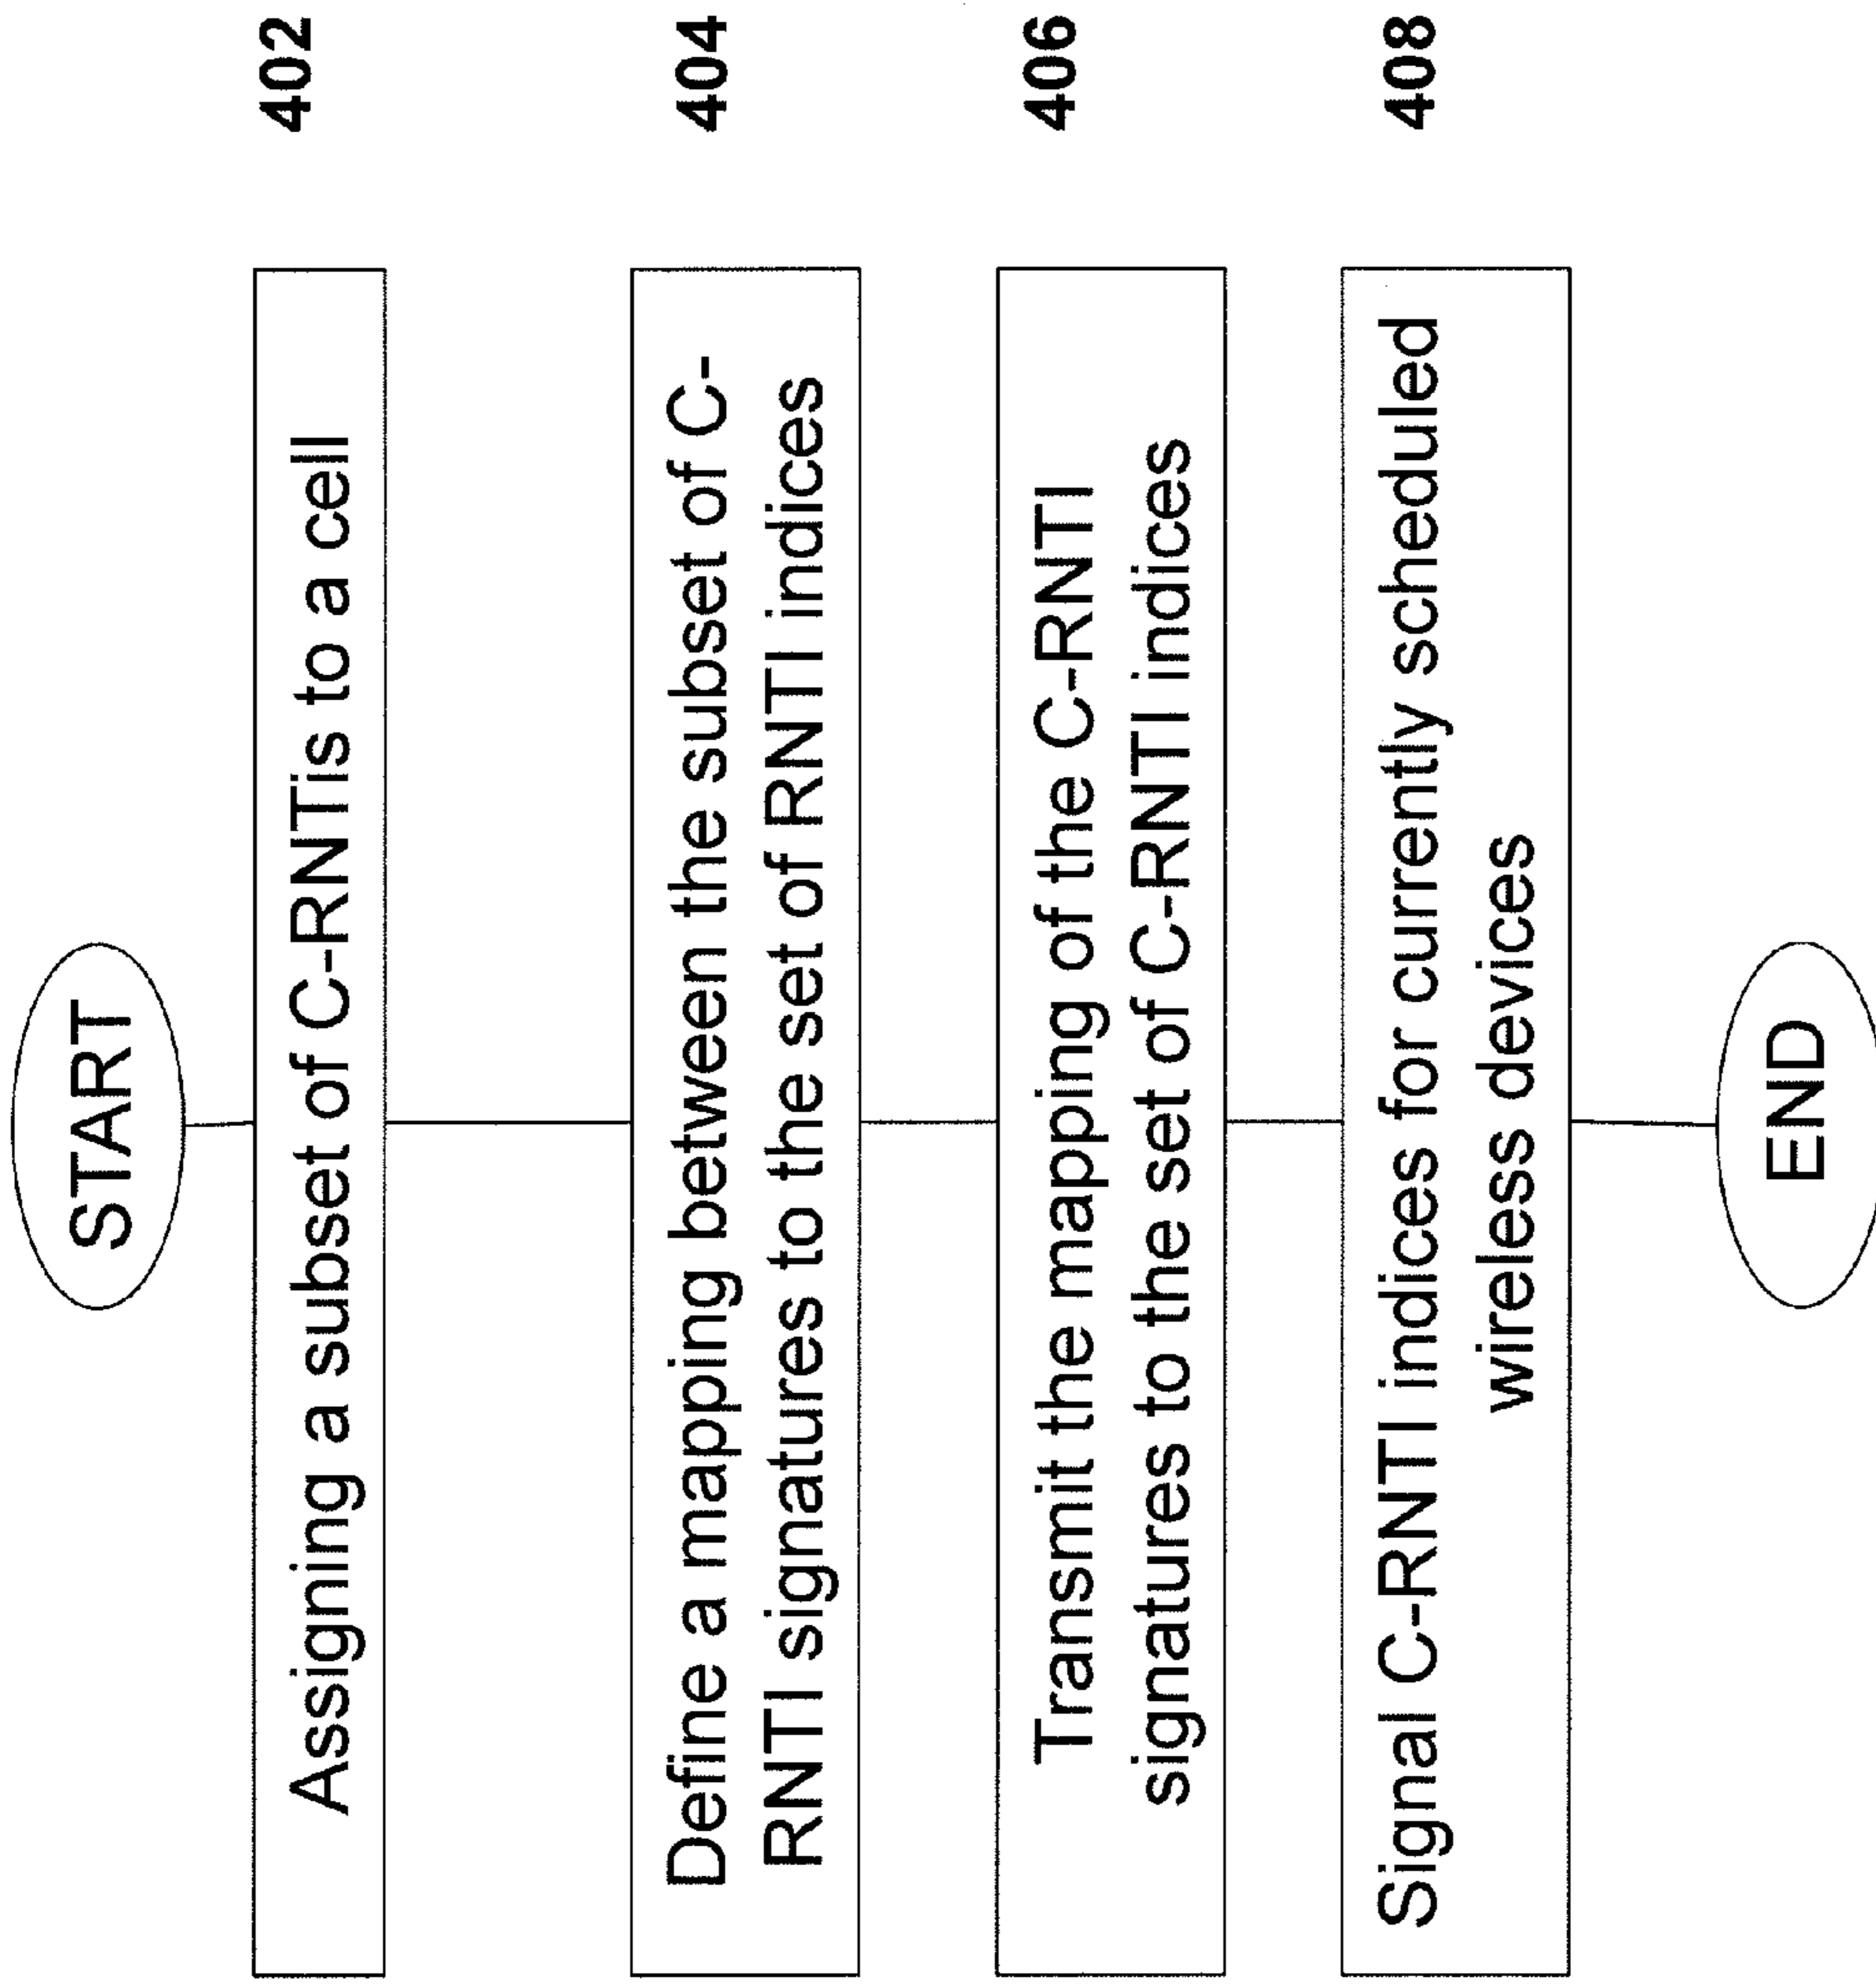 START
Assigning a subset of C-RNTis to a cell
402
Define a mapping between the subset of C-
RNTI signatures to the set of RNTI indices
404
Transmit the mapping of the C-RNTI
signatures to the set of C-RNTI indices
406
Signal C-RNTI indices for currently scheduled
wireless devices
408
END